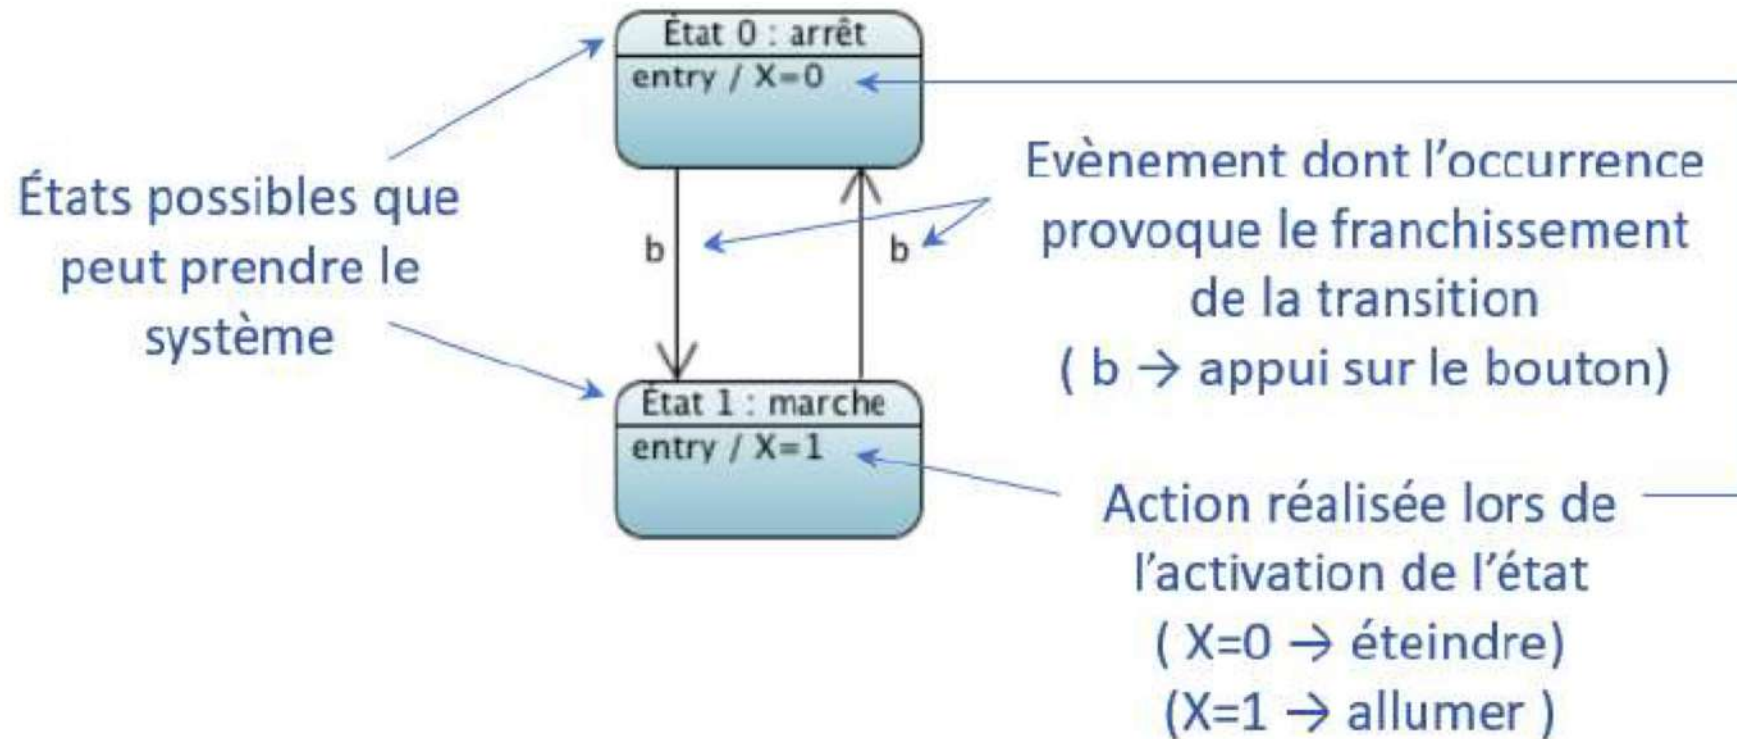 État 0 : arrêt
entry / X=0
États possibles que
peut prendre le
système
Evènement dont l'occurrence
provoque le franchissement
de la transition
( b → appui sur le bouton)
b
b
État 1 : marche
entry / X=1
Action réalisée lors de
l'activation de l'état
( X=0 → éteindre)
(X=1 → allumer )